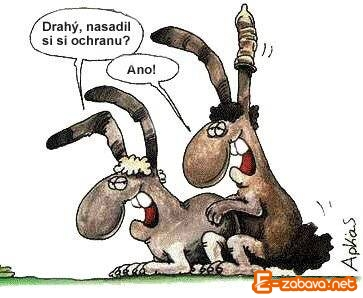 Drahý, nasadil
si si ochranu?
Ano!
Apkas
E-zabava.net